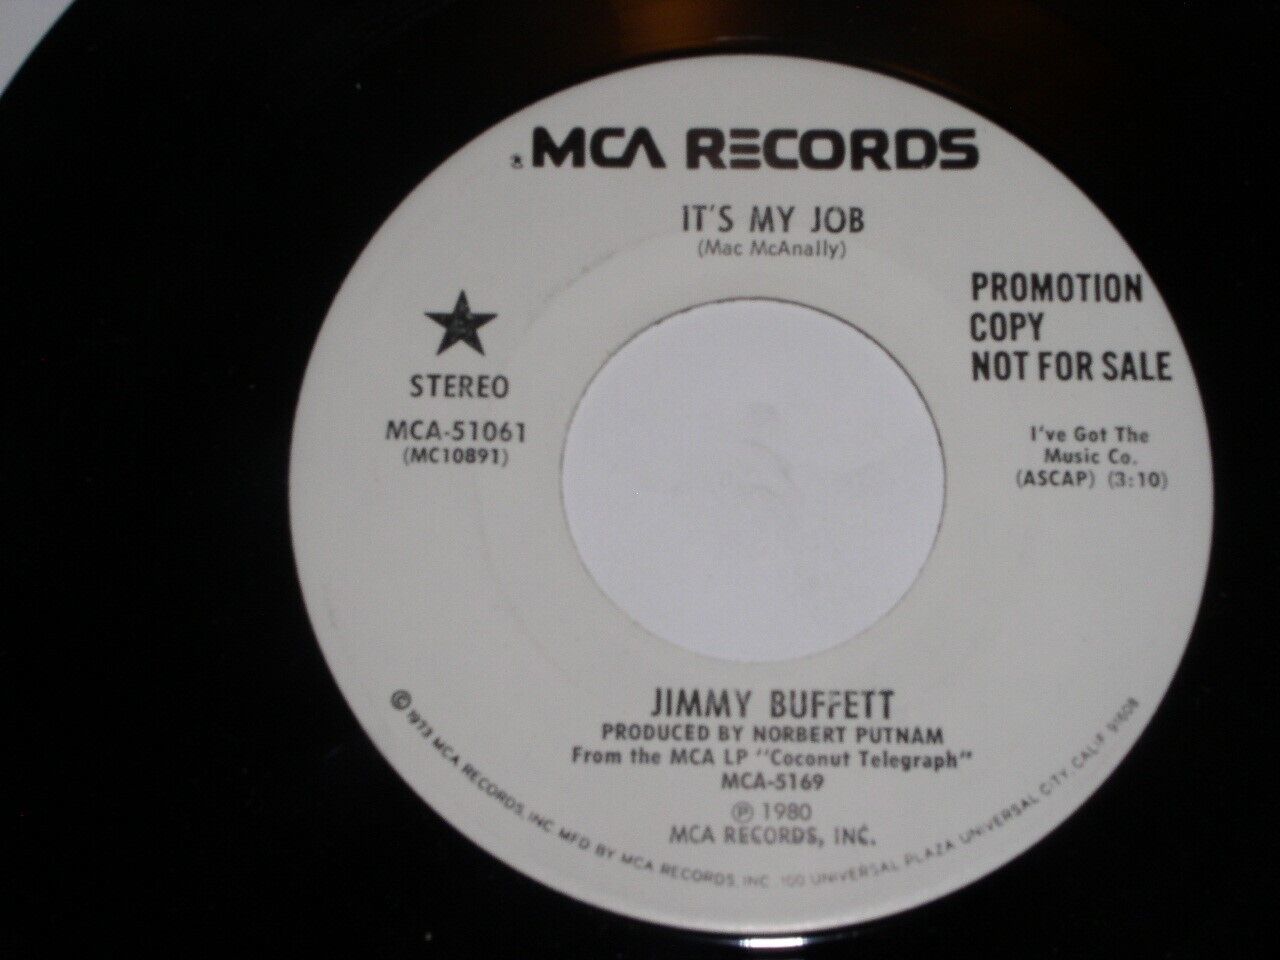 MCA RECORDS
IT'S MY JOB
(Mac McAnally)
STEREO
MCA-51061
(MC10891)
PROMOTION
COPY
NOT FOR SALE
I've Got The
Music Co.
(ASCAP) (3:10)
JIMMY BUFFETT
PRODUCED BY NORBERT PUTNAM
From the MCA LP "Coconut Telegraph"
MCA-5169
℗ 1980
MCA RECORDS, INC.
© 1973 MCA RECORDS, INC. MFD BY MCA RECORDS, INC. 100 UNIVERSAL PLAZA UNIVERSAL CITY, CALIF. 91608